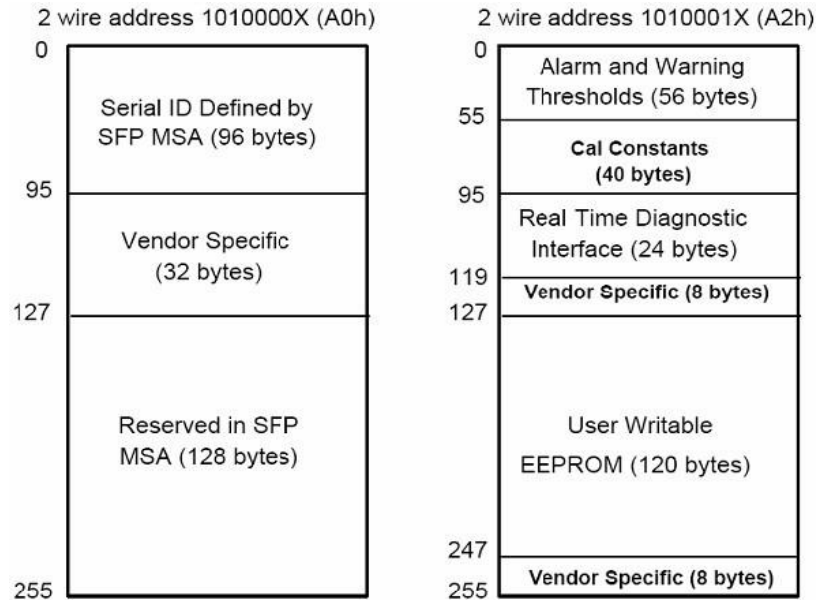 2 wire address 1010000X (A0h)
0
Serial ID Defined by
SFP MSA (96 bytes)
95
Vendor Specific
(32 bytes)
127
Reserved in SFP
MSA (128 bytes)
255
2 wire address 1010001X (A2h)
0
Alarm and Warning
Thresholds (56 bytes)
55
Cal Constants
(40 bytes)
95
Real Time Diagnostic
Interface (24 bytes)
119
Vendor Specific (8 bytes)
127
User Writable
EEPROM (120 bytes)
247
Vendor Specific (8 bytes)
255